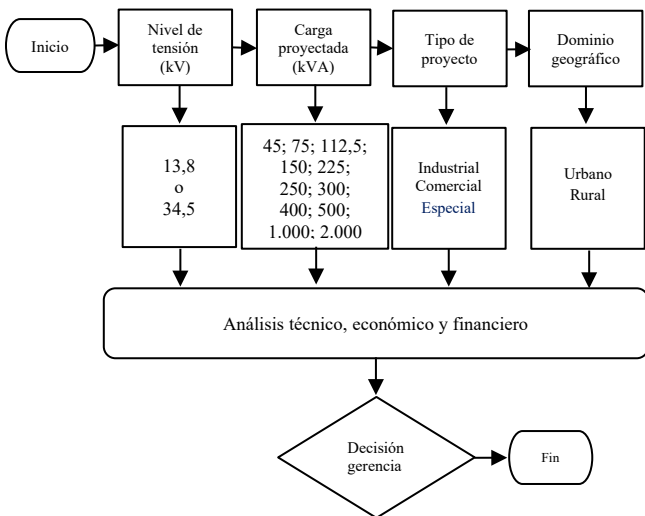 Inicio
Nivel de
tensión
(kV)
Carga
proyectada
(kVA)
Tipo de
proyecto
Dominio
geográfico
13,8
o
34,5
45; 75; 112,5;
150; 225;
250; 300;
400; 500;
1.000; 2.000
Industrial
Comercial
Especial
Urbano
Rural
Análisis técnico, económico y financiero
Decisión
gerencia
Fin